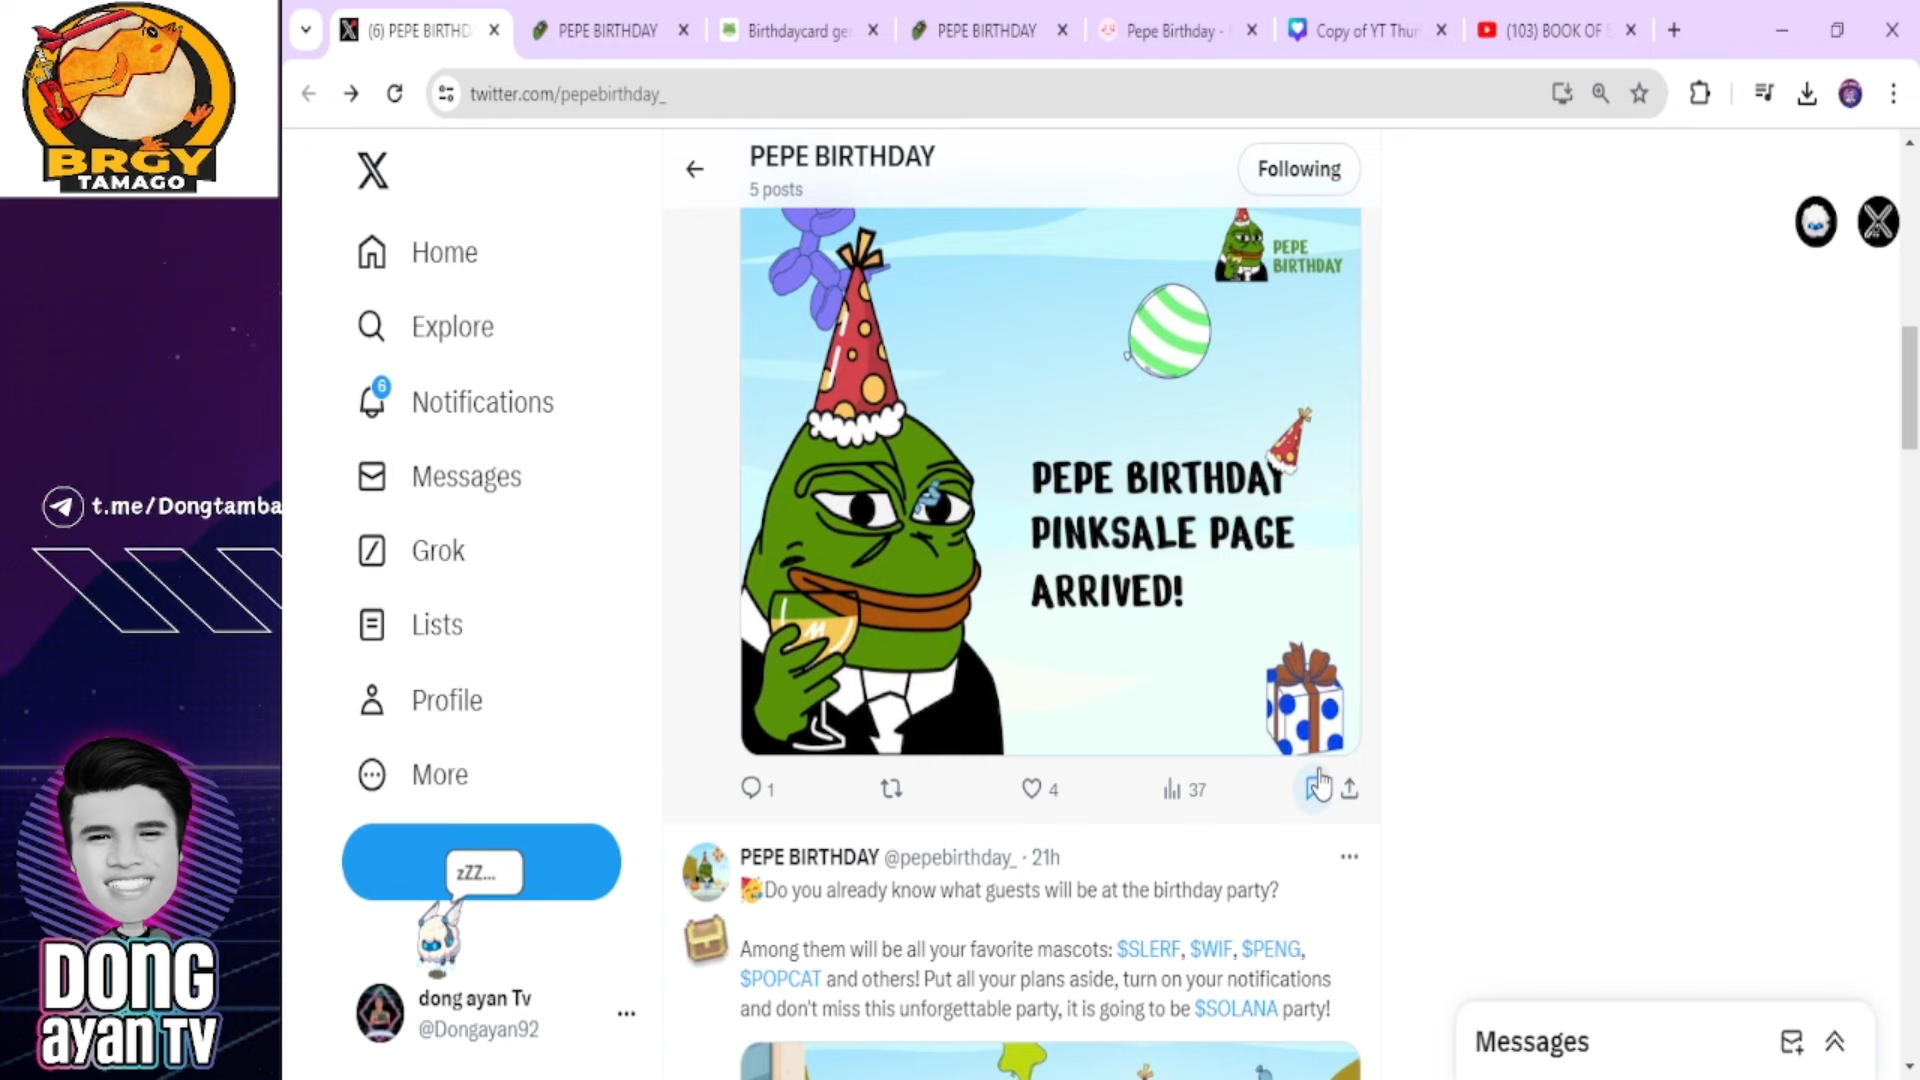 BRGY
TAMAGO
(6) PEPE BIRTHD
PEPE BIRTHDAY
Birthdaycard ge
PEPE BIRTHDAY
Pepe Birthday -
Copy of YT Thu
(103) BOOK OF
twitter.com/pepebirthday_
PEPE BIRTHDAY
5 posts
Following
Home
Explore
6
Notifications
Messages
Grok
Lists
Profile
More
zZZ...
dong ayan Tv
@Dongayan92
t.me/Dongtamba
DONG
ayan TV
PEPE
BIRTHDAY
PEPE BIRTHDAY
PINKSALE PAGE
ARRIVED!
1
4
37
PEPE BIRTHDAY @pepebirthday_ · 21h
🥳Do you already know what guests will be at the birthday party?
Among them will be all your favorite mascots: $SLERF, $WIF, $PENG,
$POPCAT and others! Put all your plans aside, turn on your notifications
and don't miss this unforgettable party, it is going to be $SOLANA party!
Messages